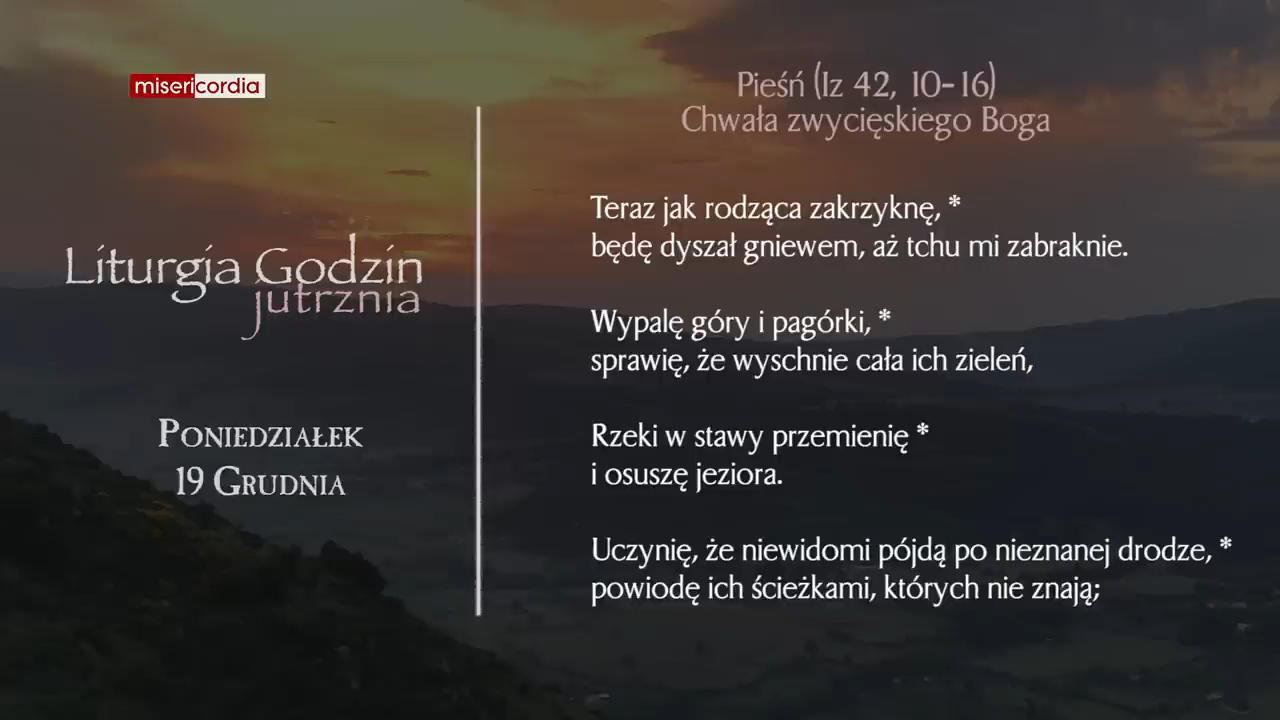 misericordia
Liturgia Godzin
jutrznia
Poniedziałek
19 Grudnia
Pieśń (Iz 42, 10-16)
Chwała zwycięskiego Boga
Teraz jak rodząca zakrzyknę, *
będę dyszał gniewem, aż tchu mi zabraknie.
Wypalę góry i pagórki, *
sprawię, że wyschnie cała ich zieleń,
Rzeki w stawy przemienię *
i osuszę jeziora.
Uczynię, że niewidomi pójdą po nieznanej drodze, *
powiodę ich ścieżkami, których nie znają;